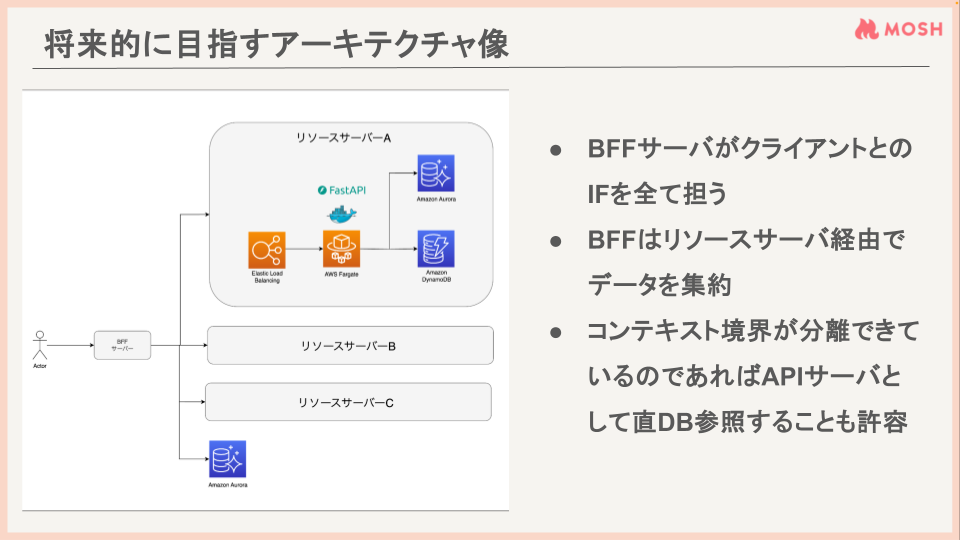 将来的に目指すアーキテクチャ像
MOSH
リソースサーバーA
FastAPI
Amazon Aurora
Elastic Load
Balancing
AWS Fargate
Amazon
DynamoDB
Actor
BFF
サーバー
リソースサーバーB
リソースサーバーC
Amazon Aurora
● BFFサーバがクライアントとの
IFを全て担う
● BFFはリソースサーバ経由で
データを集約
● コンテキスト境界が分離できて
いるのであればAPIサーバと
して直DB参照することも許容